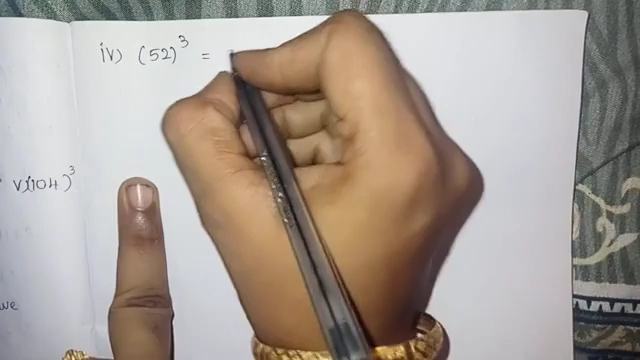 iv) (52)³ =
v) (104)³
we